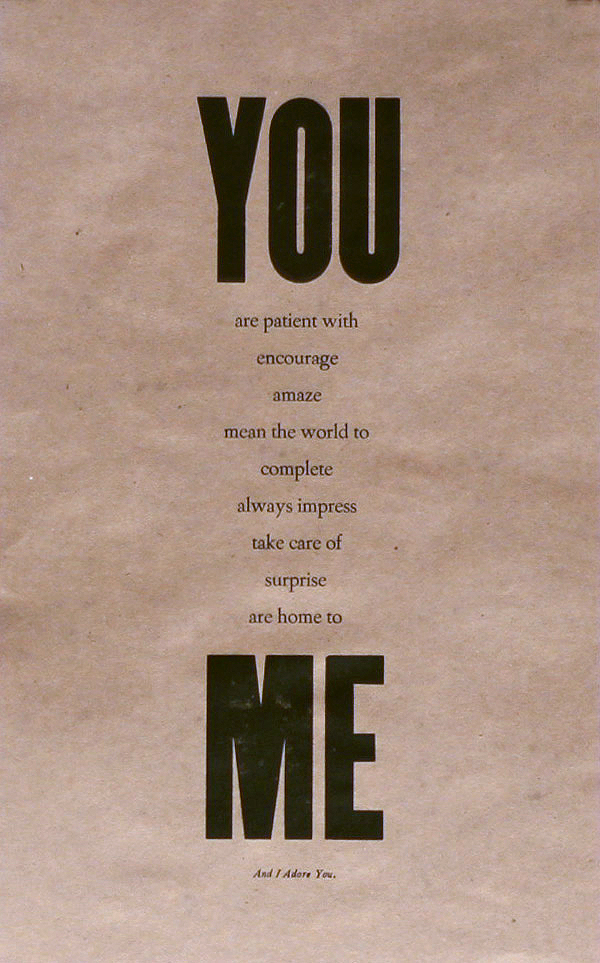 YOU
are patient with
encourage
amaze
mean the world to
complete
always impress
take care of
surprise
are home to
ME
And I Adore You.